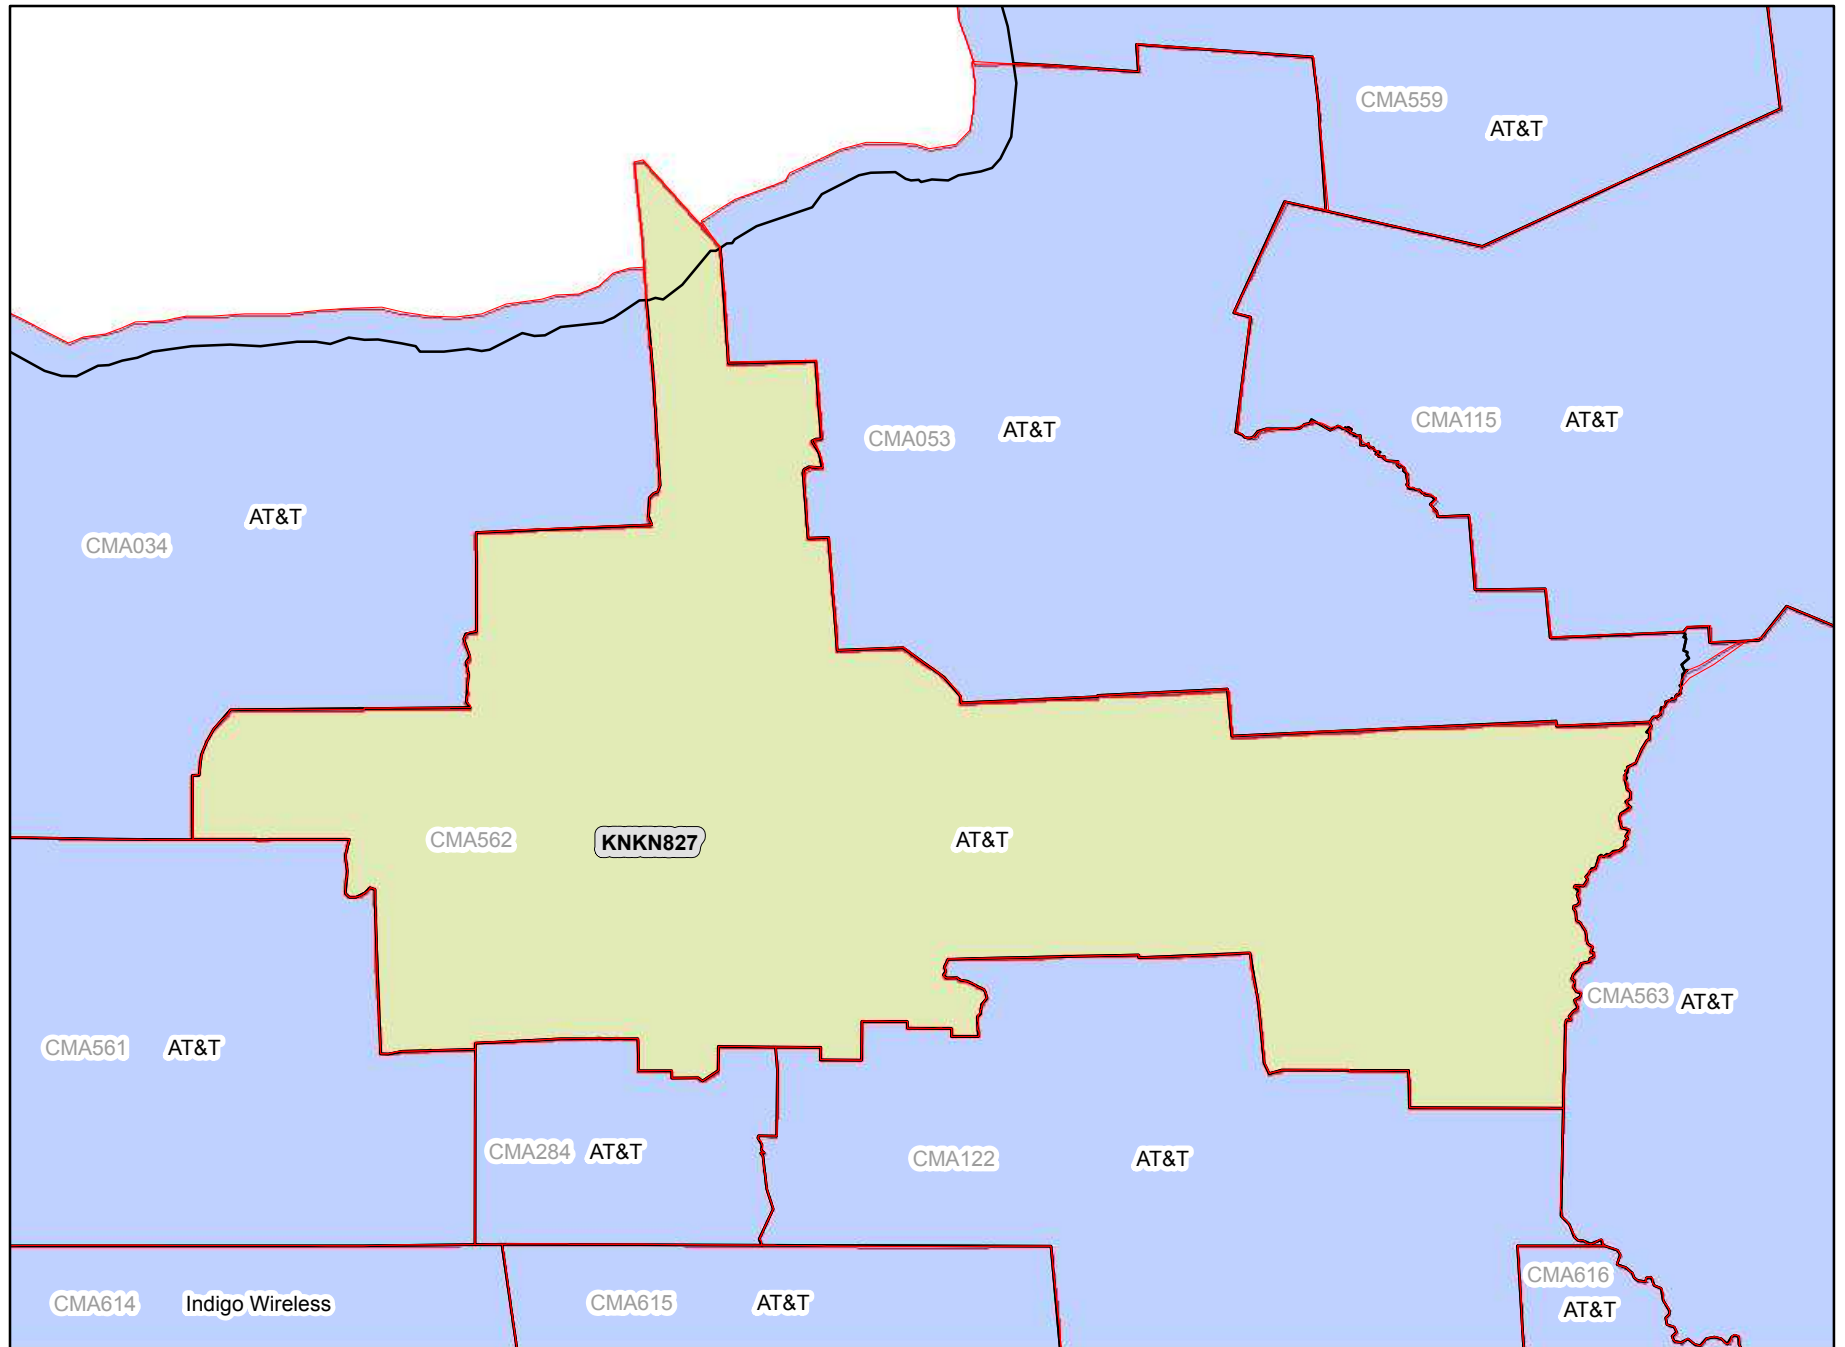 CMA559
AT&T
CMA053
AT&T
CMA115
AT&T
CMA034
AT&T
CMA562
KNKN827
AT&T
CMA563
AT&T
CMA561
AT&T
CMA284
AT&T
CMA122
AT&T
CMA614
Indigo Wireless
CMA615
AT&T
CMA616
AT&T